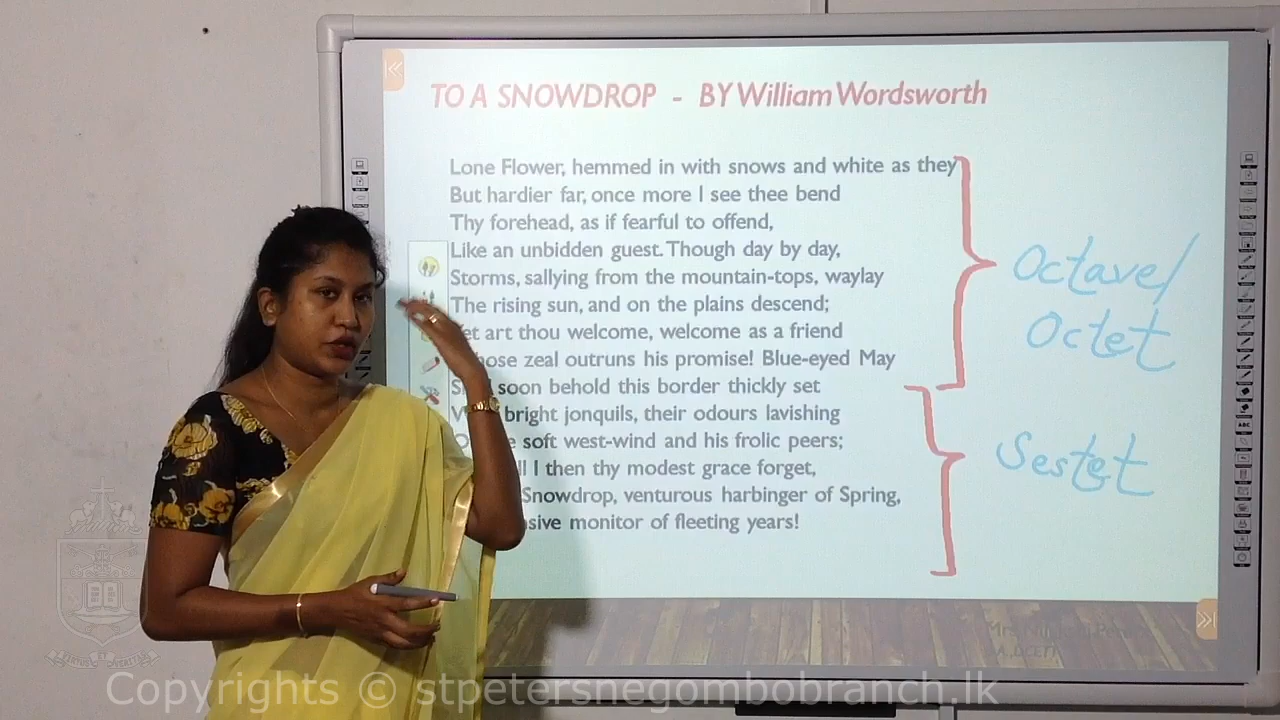 TO A SNOWDROP - BY William Wordsworth
Lone Flower, hemmed in with snows and white as they
But hardier far, once more I see thee bend
Thy forehead, as if fearful to offend,
Like an unbidden guest. Though day by day,
Storms, sallying from the mountain-tops, waylay
The rising sun, and on the plains descend;
art thou welcome, welcome as a friend
zeal outruns his promise! Blue-eyed May
soon behold this border thickly set
bright jonquils, their odours lavishing
soft west-wind and his frolic peers;
I then thy modest grace forget,
Snowdrop, venturous harbinger of Spring,
monitor of fleeting years!
Octave/
Octet
Sestet
ABC
Copyrights © stpetersnegombobranch.lk